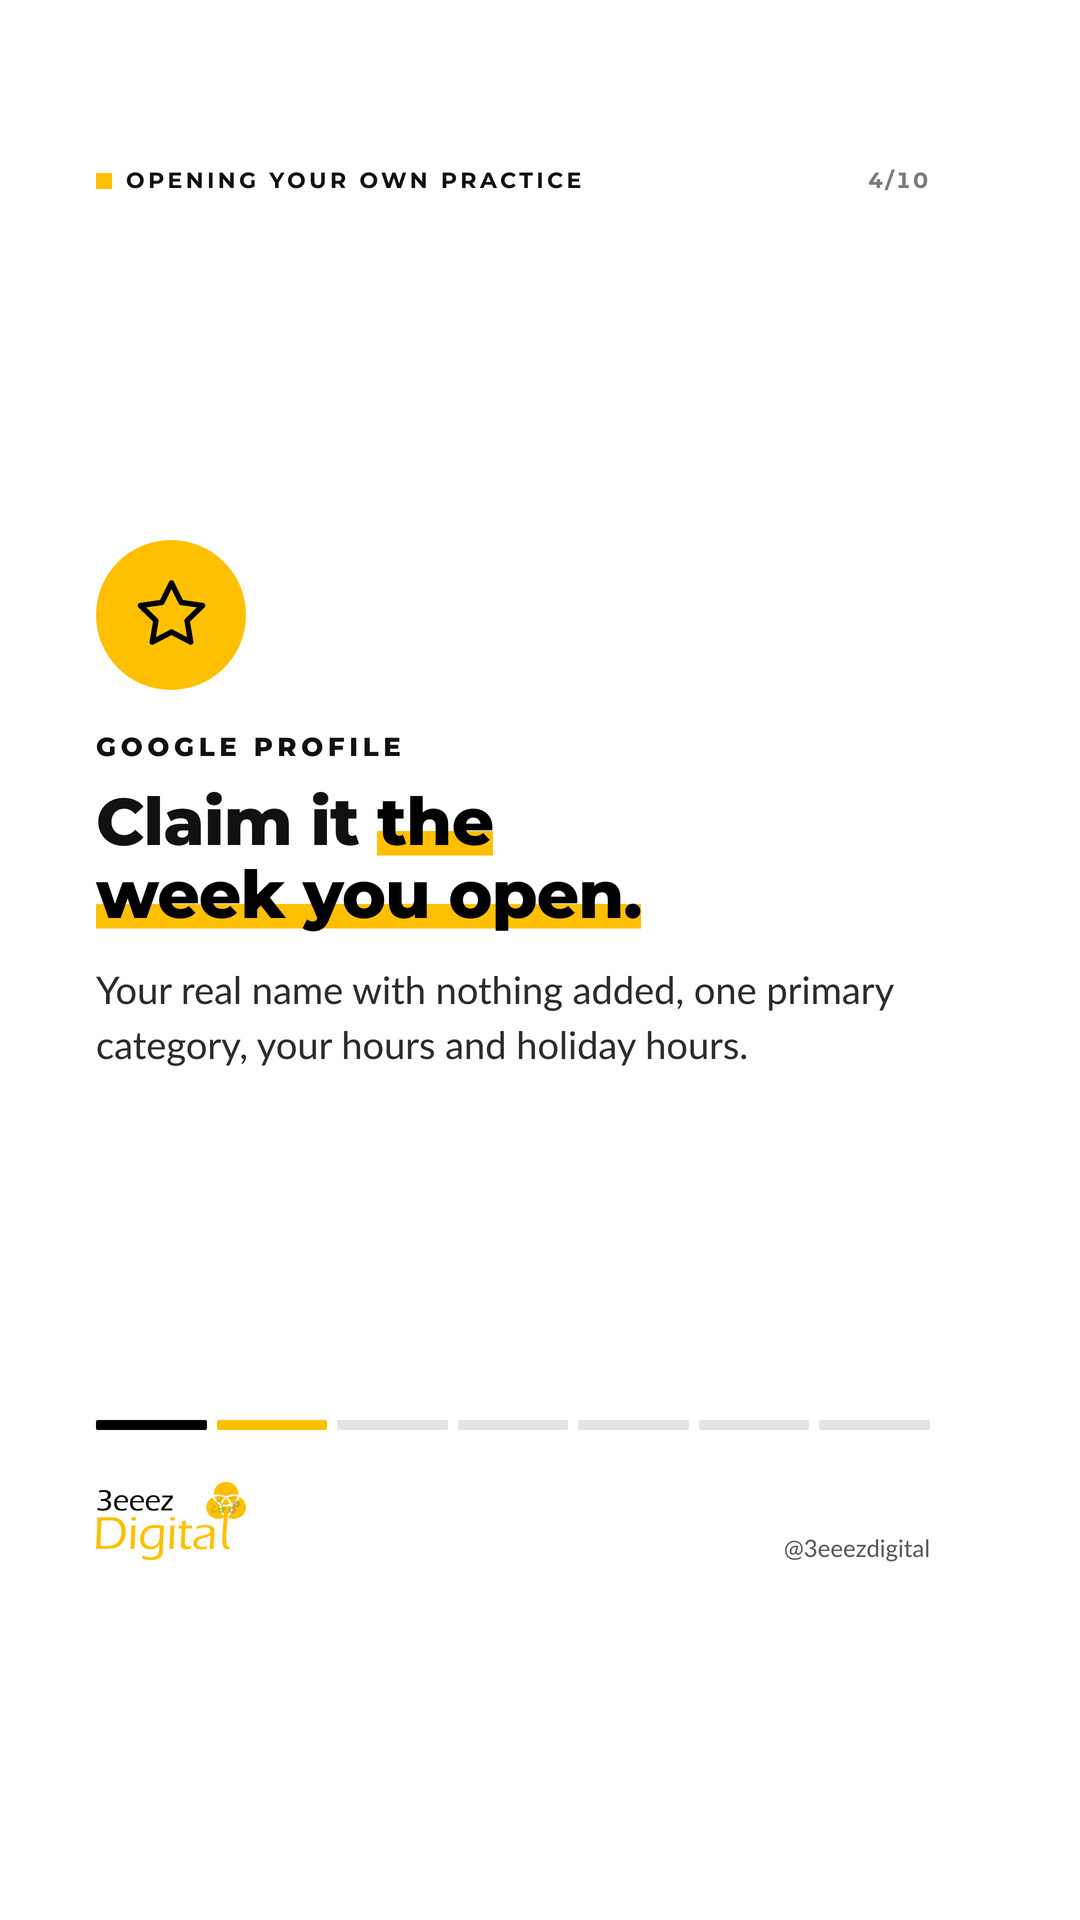 OPENING YOUR OWN PRACTICE
4/10
GOOGLE PROFILE
Claim it the
week you open.
Your real name with nothing added, one primary
category, your hours and holiday hours.
3eeez
Digital
@3eeezdigital